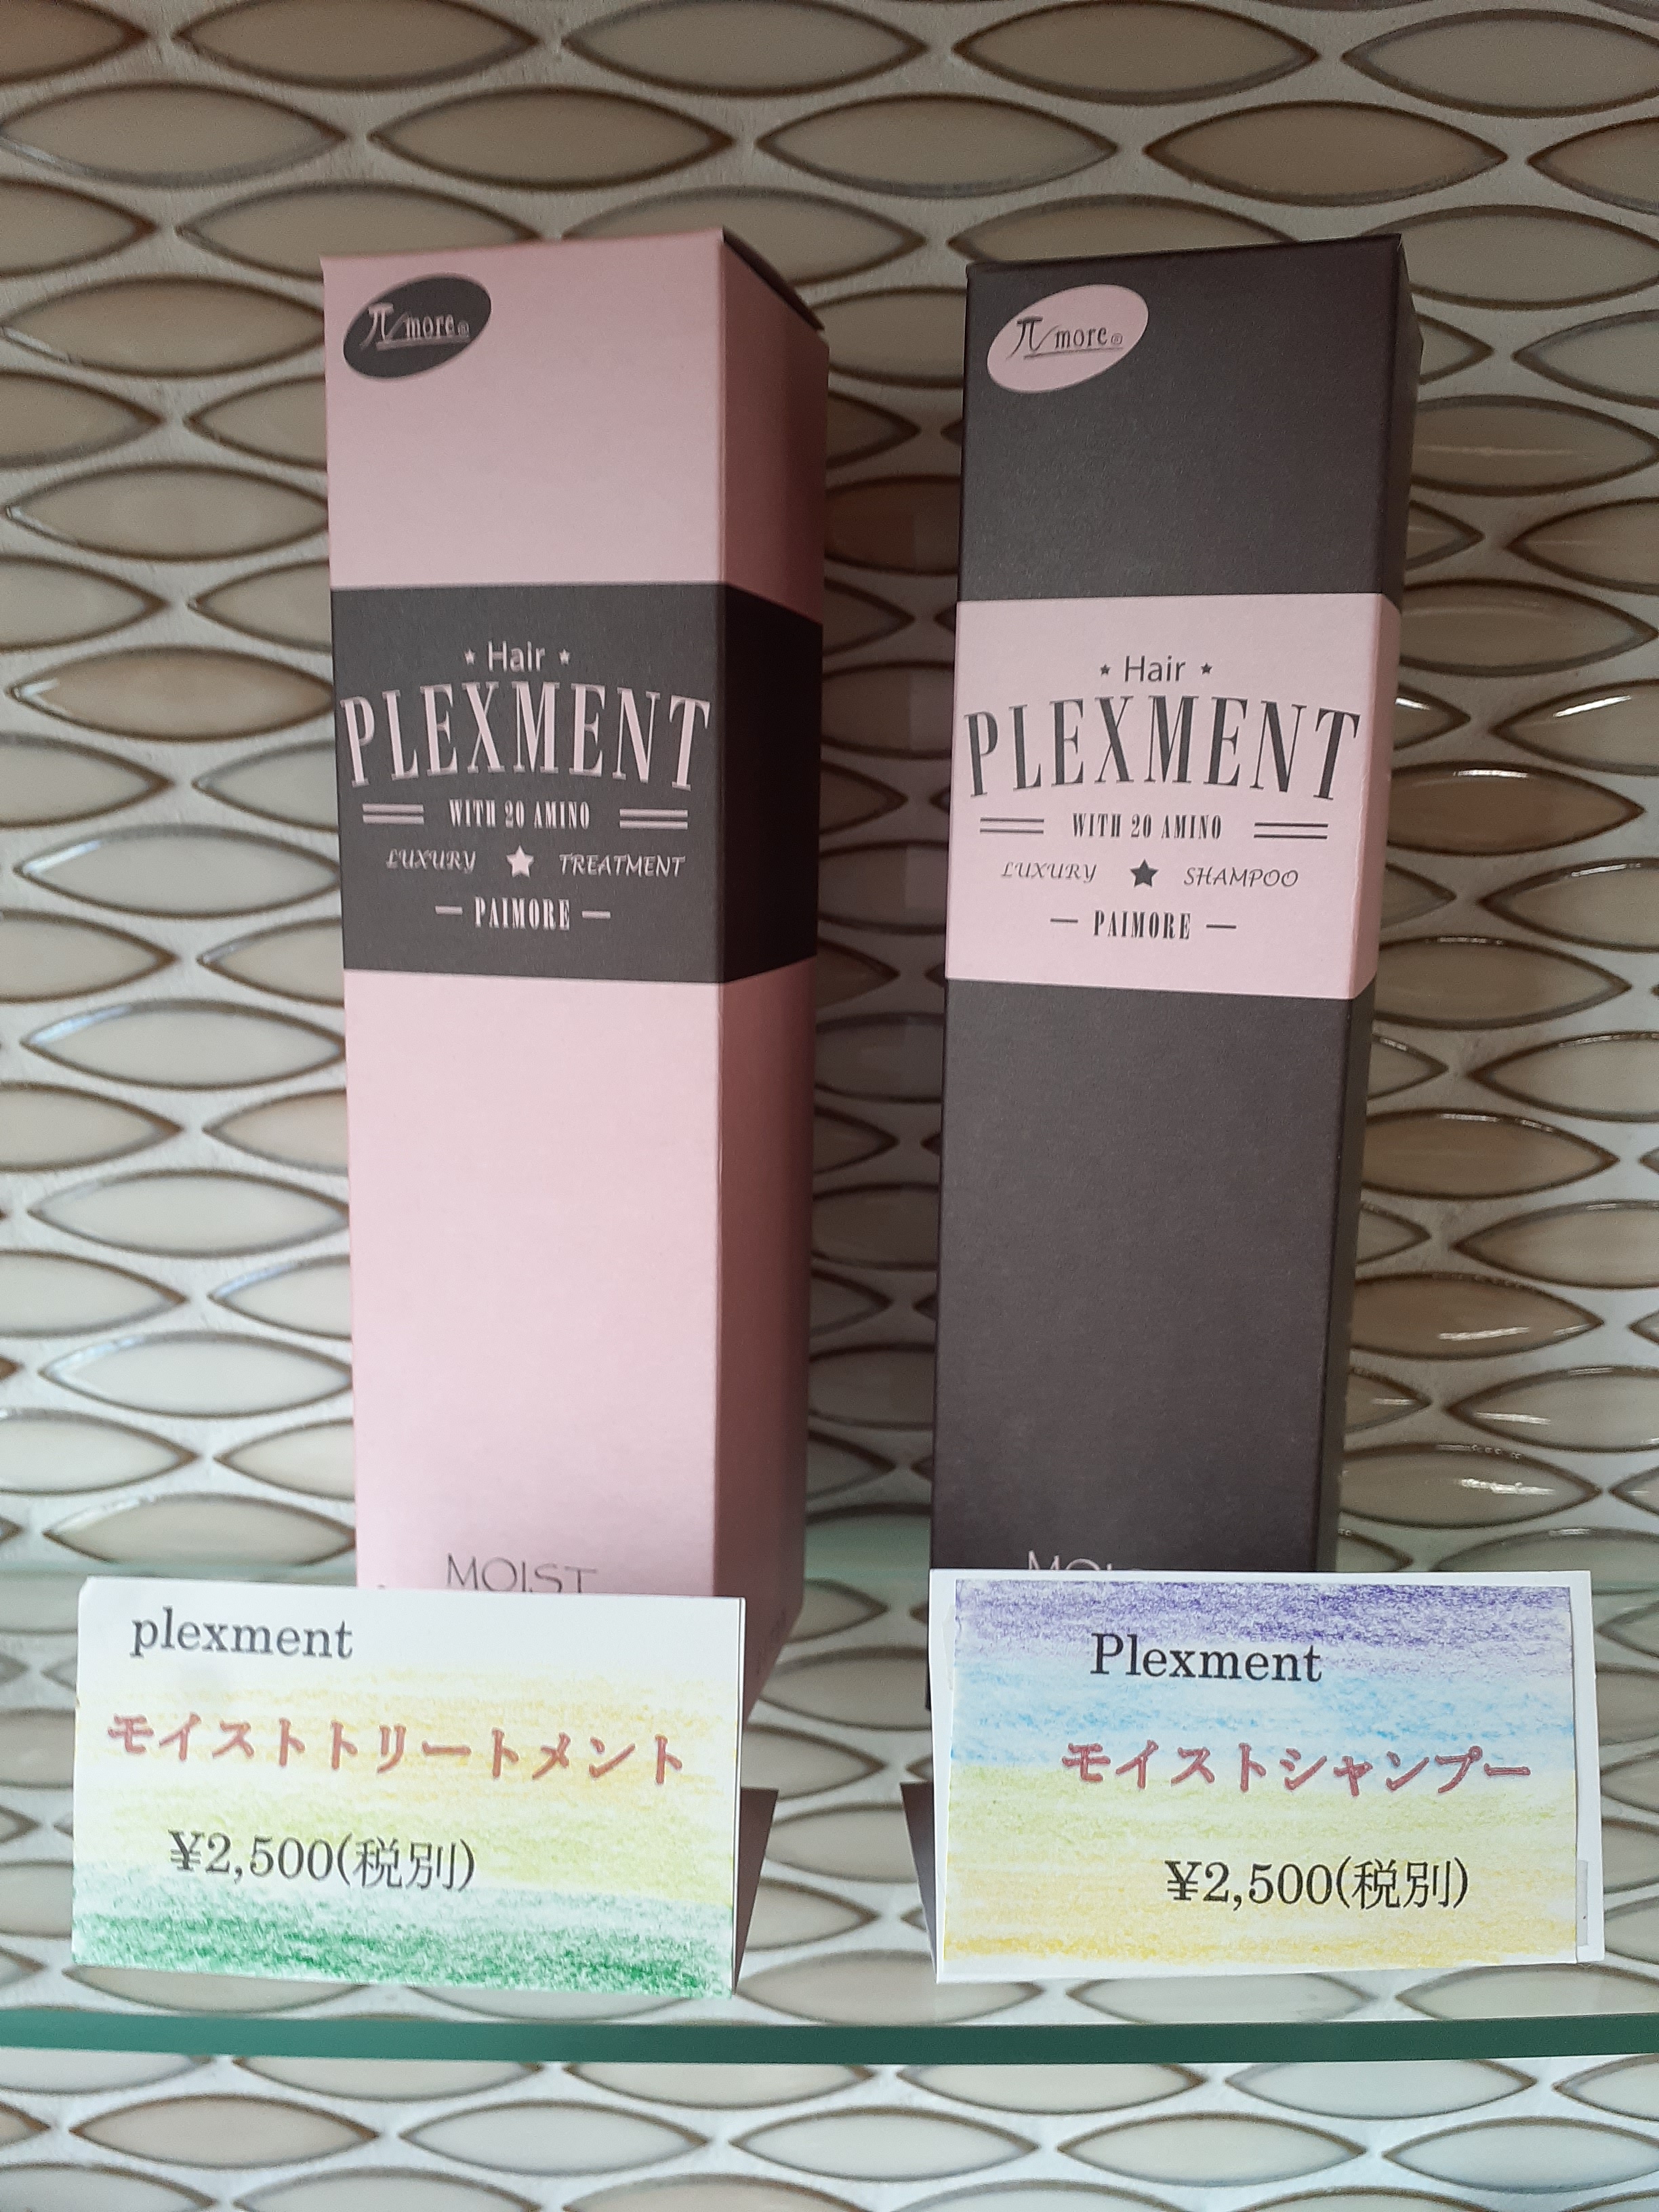 π more®
★ Hair ★
PLEXMENT
WITH 20 AMINO
LUXURY ★ TREATMENT
— PAIMORE —
MOIST
plexment
モイストトリートメント
¥2,500(税別)
π more®
★ Hair ★
PLEXMENT
WITH 20 AMINO
LUXURY ★ SHAMPOO
— PAIMORE —
Plexment
モイストシャンプー
¥2,500(税別)